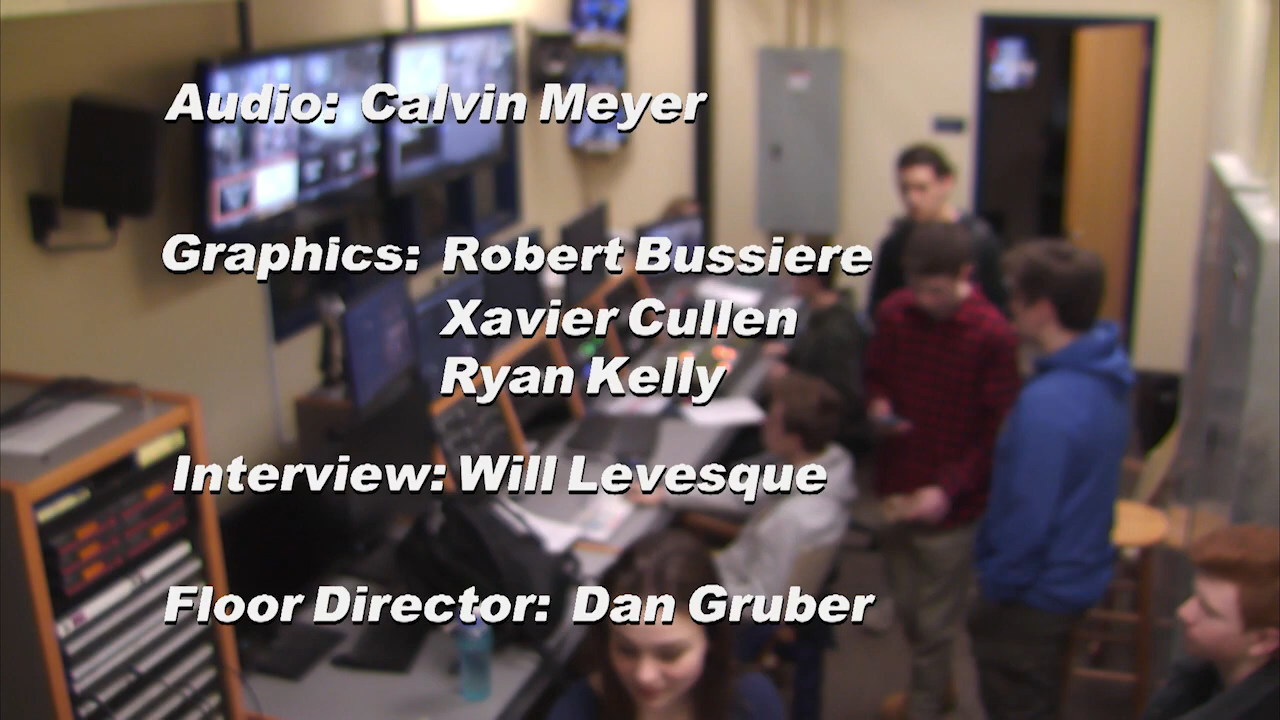 Audio: Calvin Meyer
Graphics: Robert Bussiere
Xavier Cullen
Ryan Kelly
Interview: Will Levesque
Floor Director: Dan Gruber